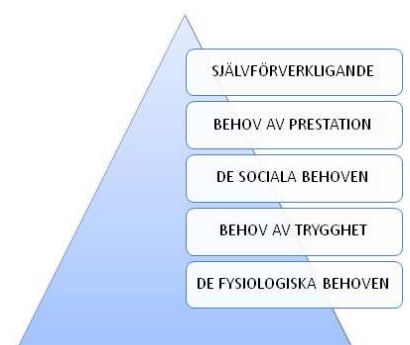 SJÄLVFÖRVERKLIGANDE
BEHOV AV PRESTATION
DE SOCIALA BEHOVEN
BEHOV AV TRYGGHET
DE FYSIOLOGISKA BEHOVEN